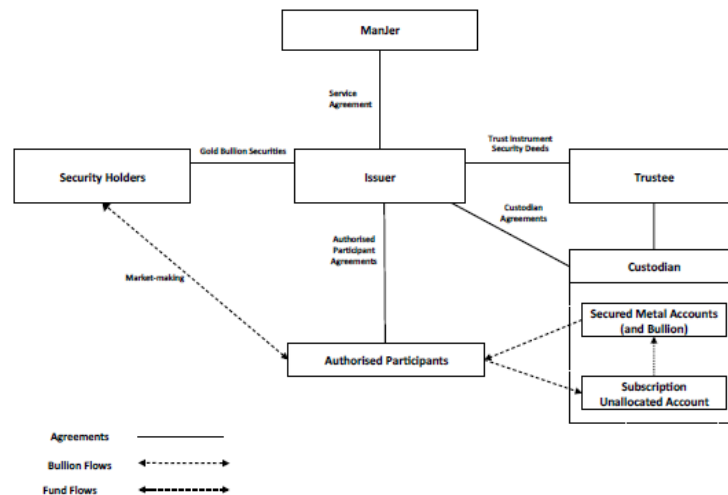 ManJer
Service
Agreement
Gold Bullion Securities
Trust Instrument
Security Deeds
Security Holders
Issuer
Trustee
Custodian
Agreements
Authorised
Participant
Agreements
Custodian
Market-making
Secured Metal Accounts
(and Bullion)
Authorised Participants
Subscription
Unallocated Account
Agreements
Bullion Flows
Fund Flows